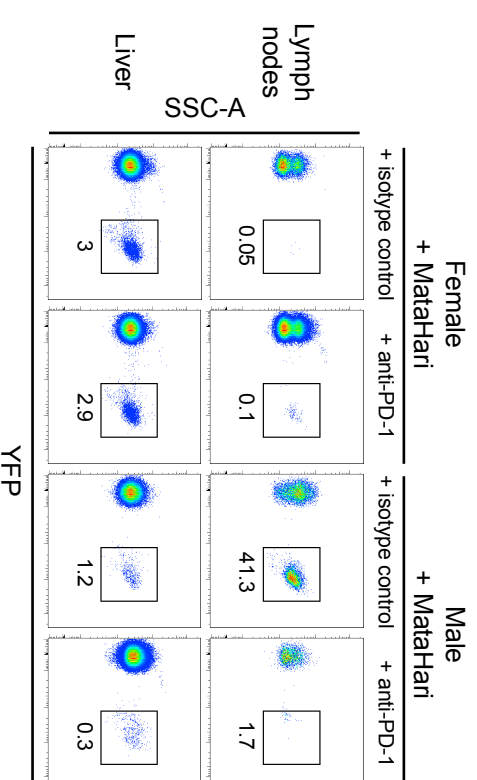 Female
+ MataHari
Male
+ MataHari
+ isotype control
+ anti-PD-1
+ isotype control
+ anti-PD-1
Lymph
nodes
0.05
0.1
41.3
1.7
SSC-A
Liver
3
2.9
1.2
0.3
YFP